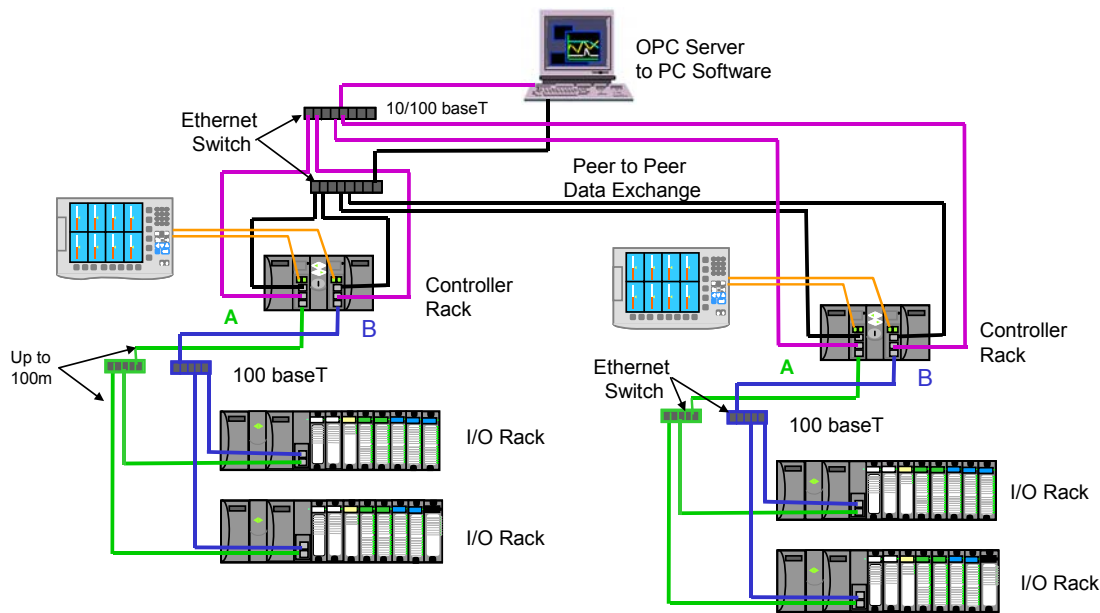 OPC Server
to PC Software
10/100 baseT
Ethernet
Switch
Peer to Peer
Data Exchange
Controller
Rack
A
B
Up to
100m
100 baseT
I/O Rack
I/O Rack
Controller
Rack
A
B
Ethernet
Switch
100 baseT
I/O Rack
I/O Rack